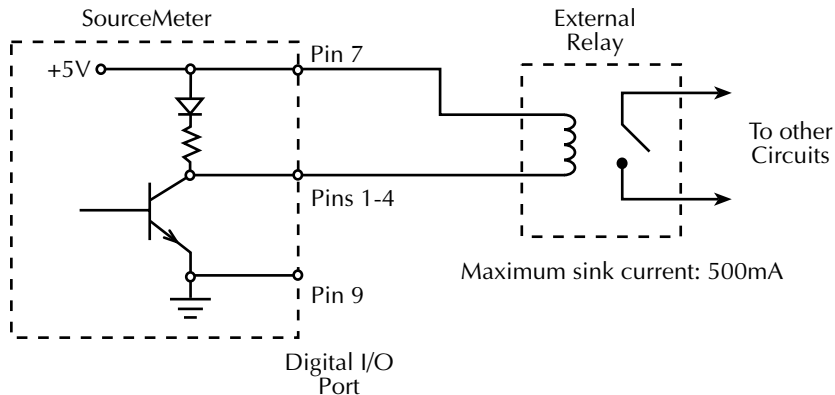 SourceMeter
External
Relay
Pin 7
+5V
To other
Circuits
Pins 1-4
Maximum sink current: 500mA
Pin 9
Digital I/O
Port